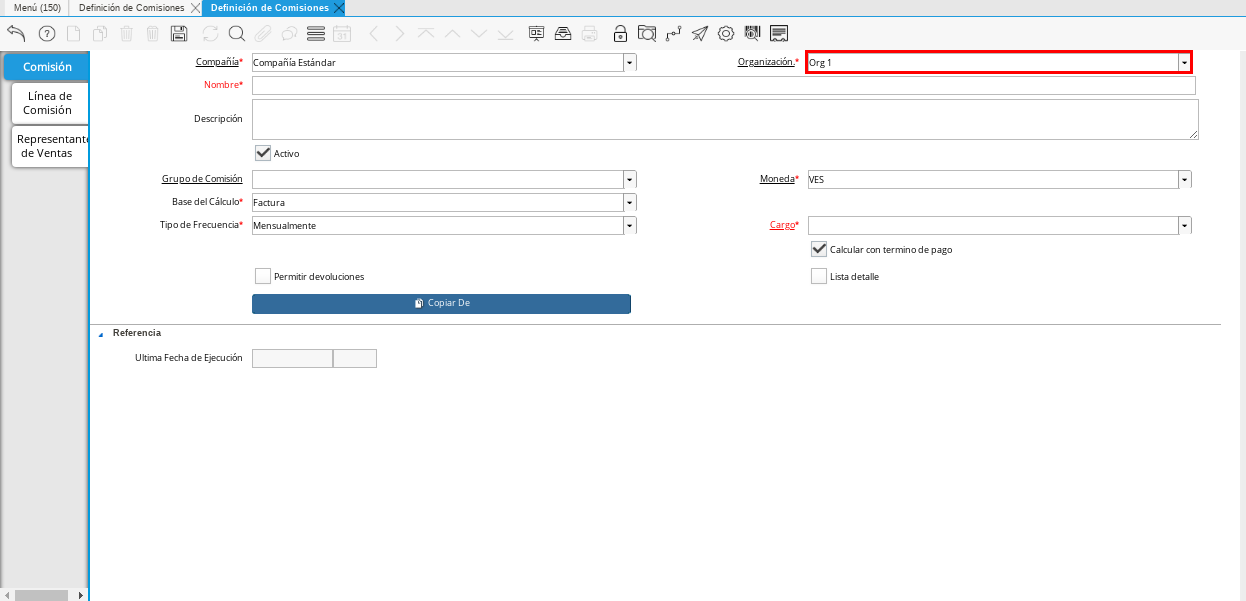 Menú (150) Definición de Comisiones Definición de Comisiones
31
Comisión
Línea de
Comisión
Representante
de Ventas
Compañía* Compañía Estándar Organización.* Org 1
Nombre*
Descripción
Activo
Grupo de Comisión Moneda* VES
Base del Cálculo* Factura
Tipo de Frecuencia* Mensualmente Cargo*
Calcular con termino de pago
Permitir devoluciones Lista detalle
Copiar De
Referencia
Ultima Fecha de Ejecución